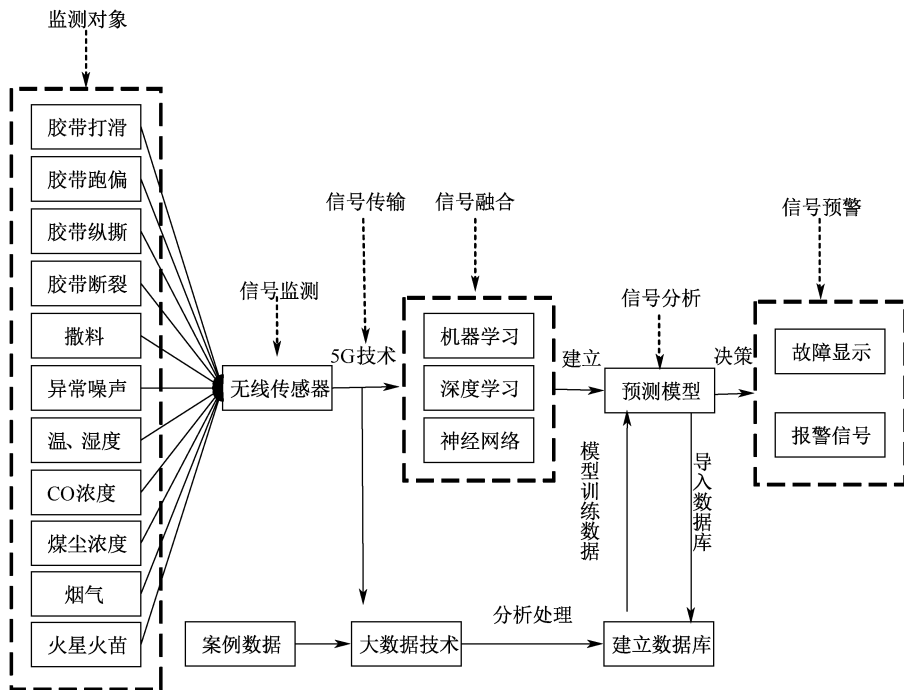 监测对象
胶带打滑
胶带跑偏
胶带纵撕
胶带断裂
撒料
异常噪声
温、湿度
CO浓度
煤尘浓度
烟气
火星火苗
信号监测
无线传感器
信号传输
5G技术
信号融合
机器学习
深度学习
神经网络
建立
信号分析
预测模型
决策
信号预警
故障显示
报警信号
模型训练数据
导入数据库
案例数据
大数据技术
分析处理
建立数据库